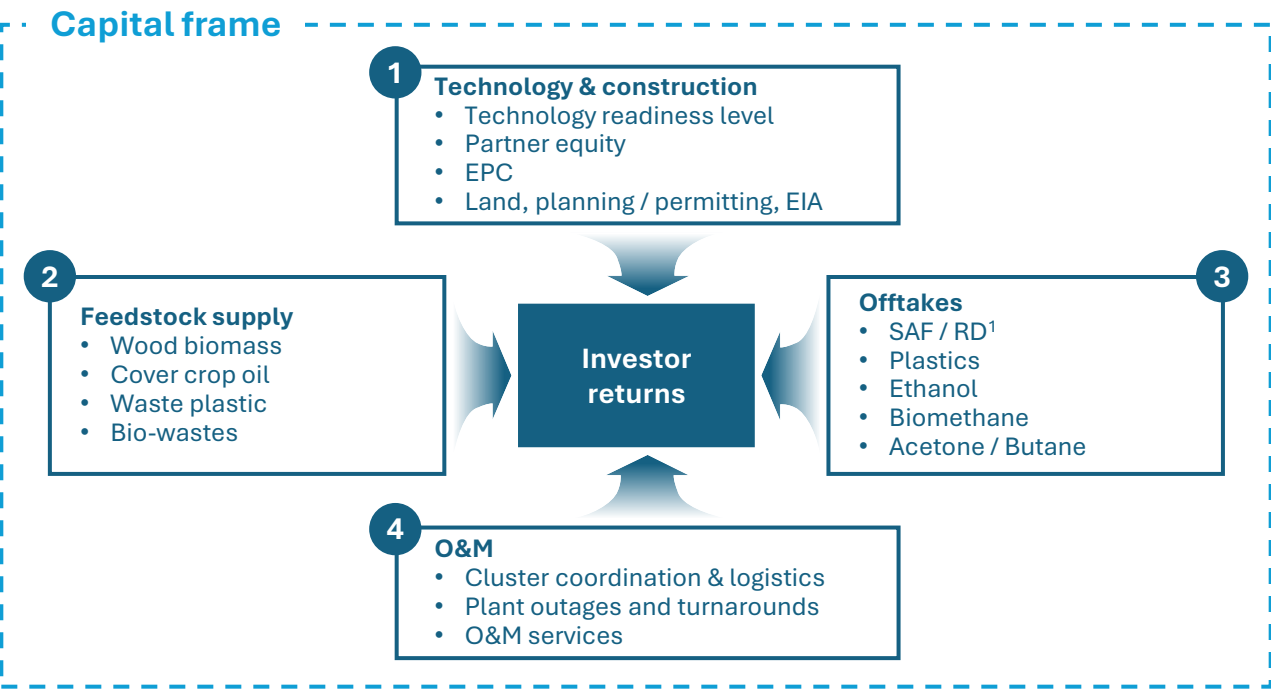 Capital frame
1
Technology & construction
• Technology readiness level
• Partner equity
• EPC
• Land, planning / permitting, EIA
2
Feedstock supply
• Wood biomass
• Cover crop oil
• Waste plastic
• Bio-wastes
Investor
returns
3
Offtakes
• SAF / RD¹
• Plastics
• Ethanol
• Biomethane
• Acetone / Butane
4
O&M
• Cluster coordination & logistics
• Plant outages and turnarounds
• O&M services